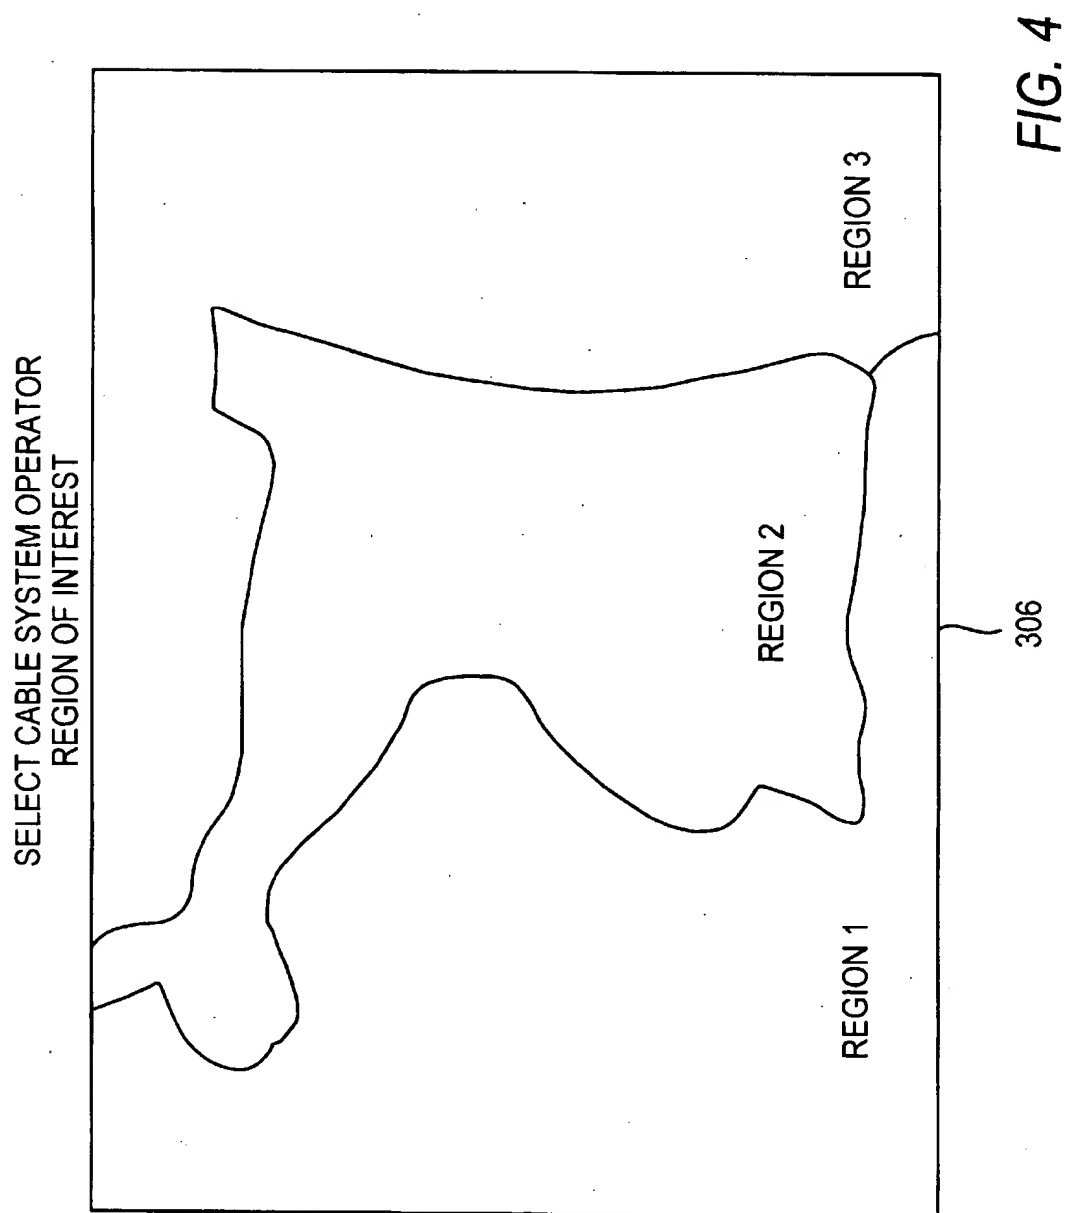 SELECT CABLE SYSTEM OPERATOR
REGION OF INTEREST
REGION 1
REGION 2
REGION 3
306
FIG. 4